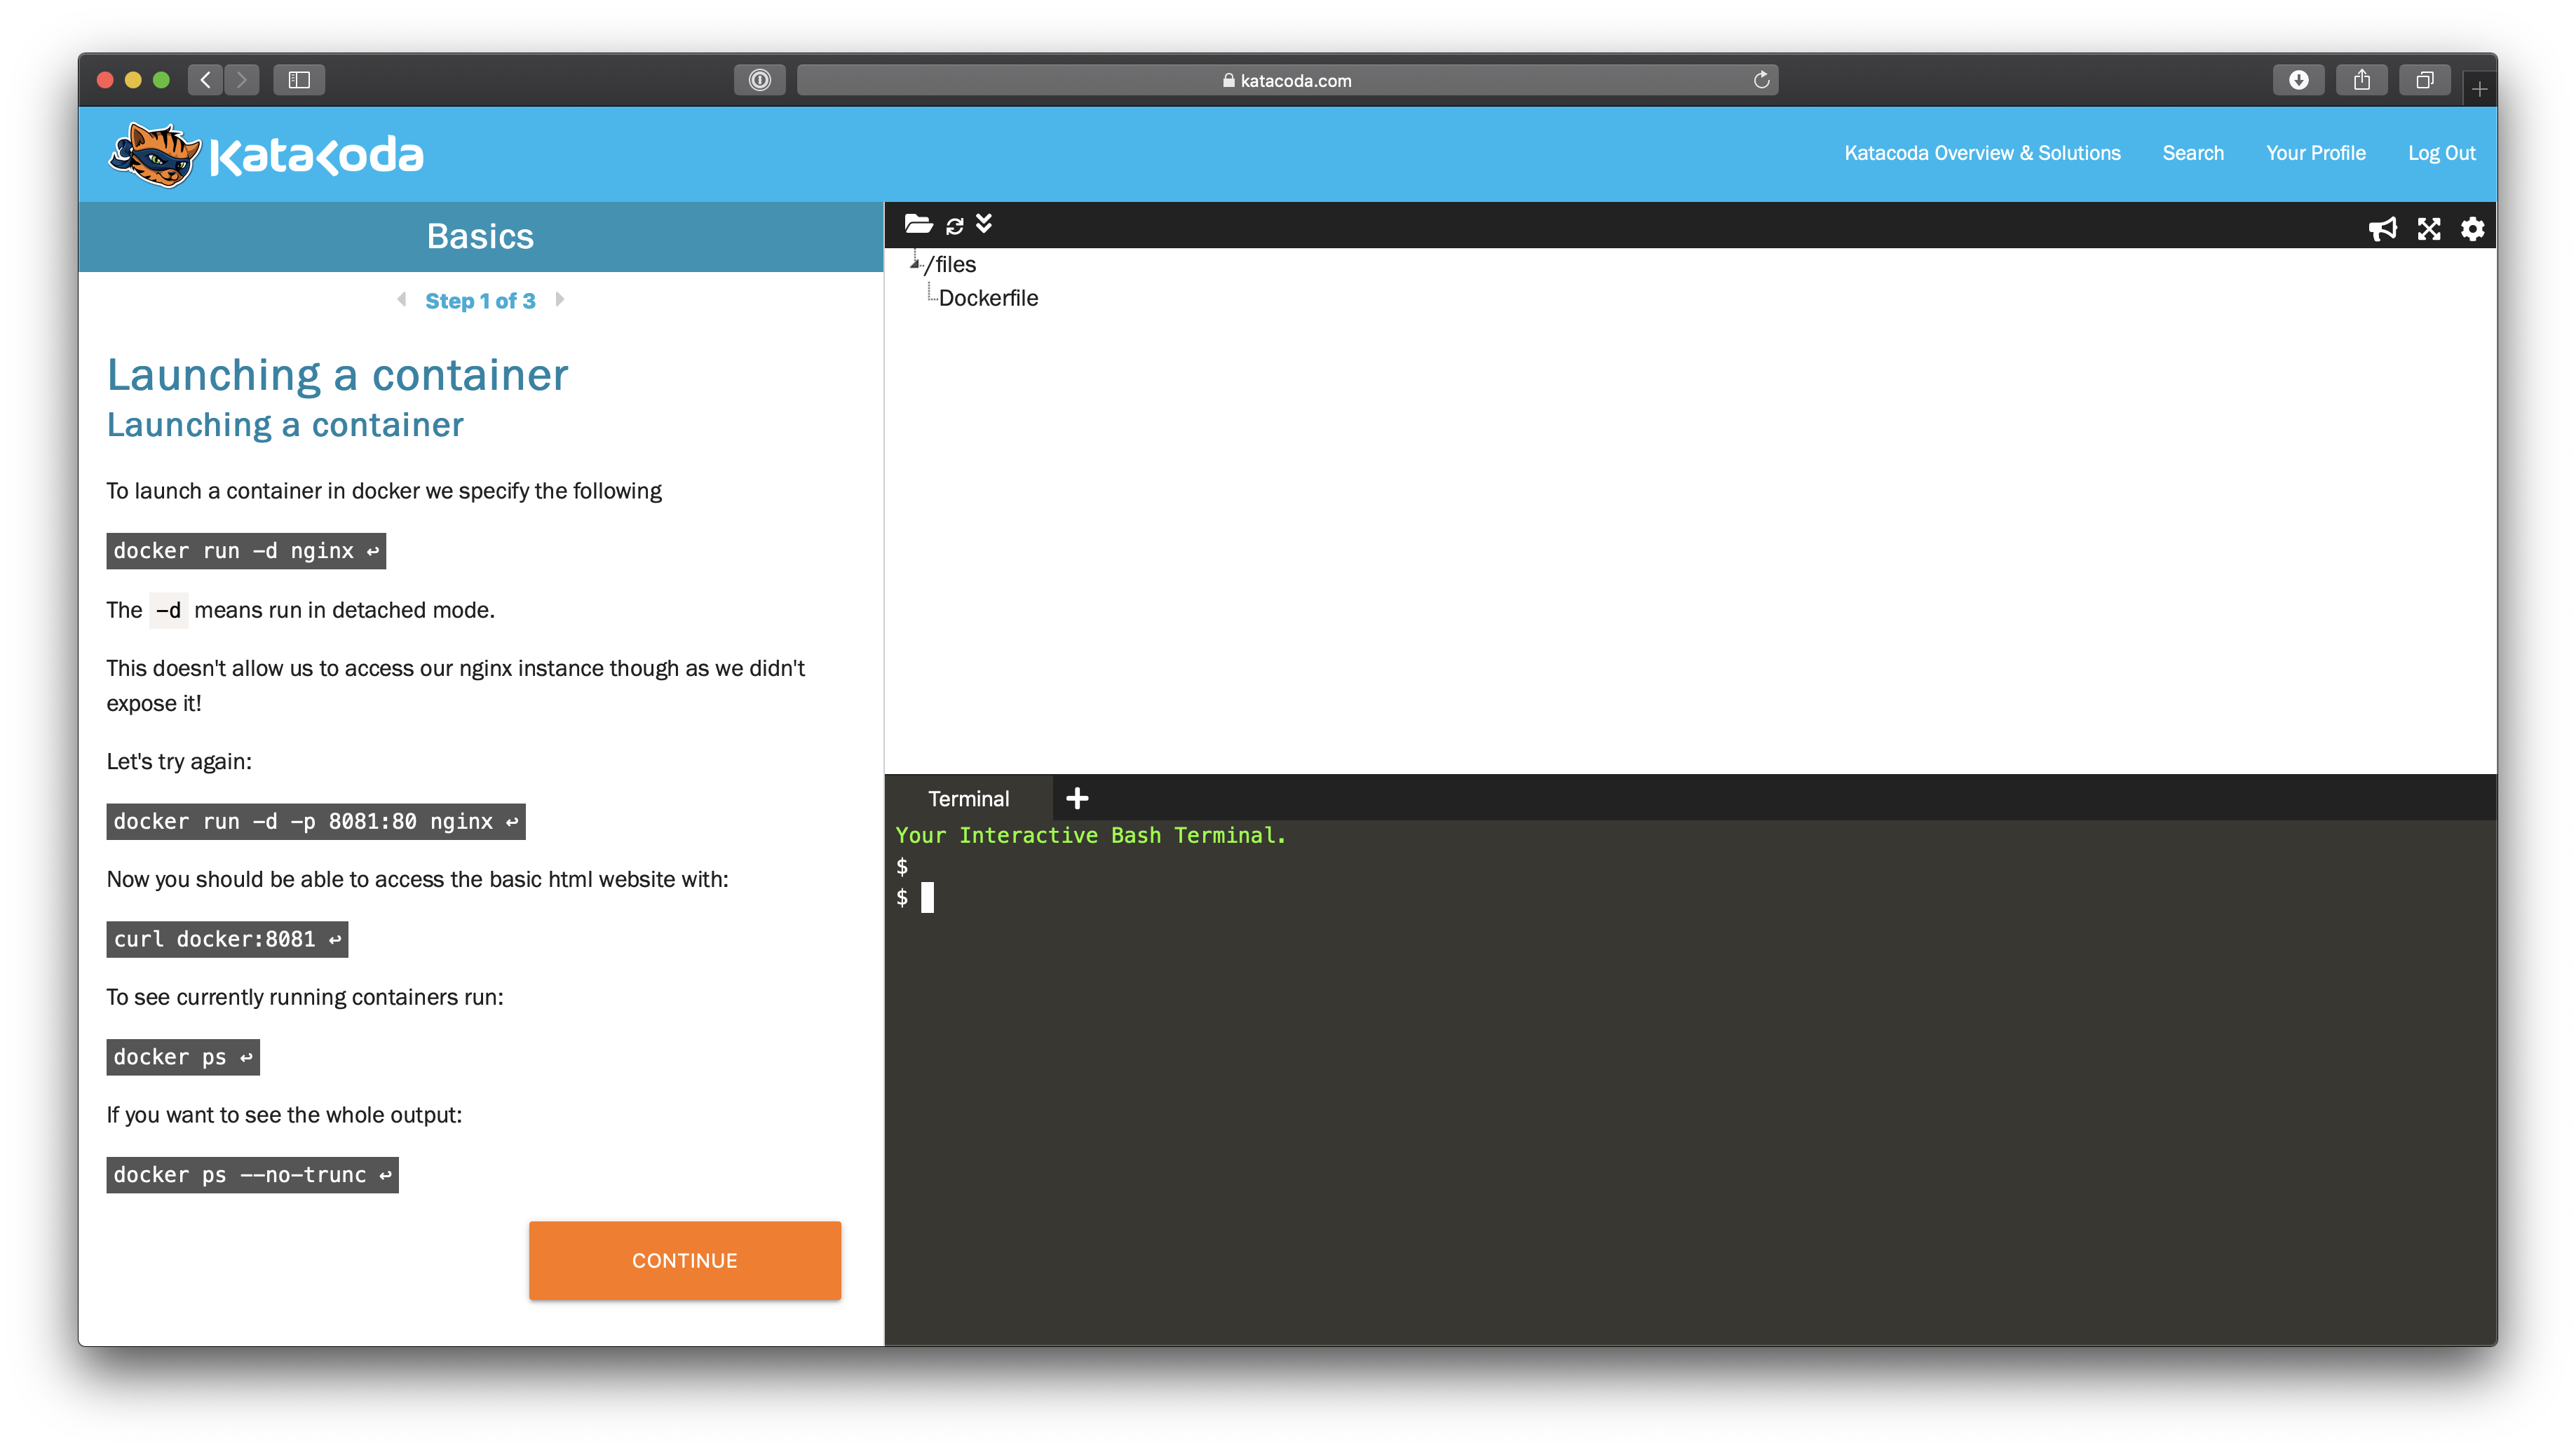 katacoda.com
Katacoda
Katacoda Overview & Solutions
Search
Your Profile
Log Out
Basics
Step 1 of 3
Launching a container
Launching a container
To launch a container in docker we specify the following
docker run -d nginx ↩
The -d means run in detached mode.
This doesn't allow us to access our nginx instance though as we didn't
expose it!
Let's try again:
docker run -d -p 8081:80 nginx ↩
Now you should be able to access the basic html website with:
curl docker:8081 ↩
To see currently running containers run:
docker ps ↩
If you want to see the whole output:
docker ps --no-trunc ↩
CONTINUE
/files
Dockerfile
Terminal
Your Interactive Bash Terminal.
$
$